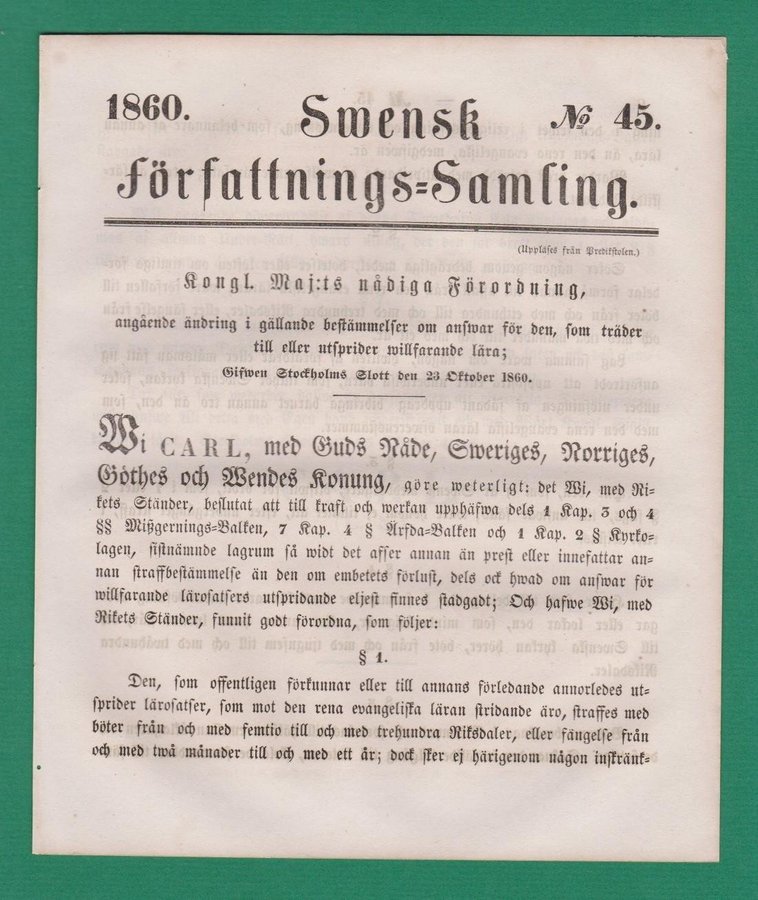 1860. Swensk № 45.
Författnings=Samling.
(Uppläses från Predikstolen.)
Kongl. Maj:ts nådiga Förordning,
angående ändring i gällande bestämmelser om answar för den, som träder
till eller utsprider willfarande lära;
Gifwen Stockholms Slott den 23 Oktober 1860.
Wi CARL, med Guds Nåde, Sweriges, Norriges,
Göthes och Wendes Konung, göre weterligt: det Wi, med Ri=
kets Ständer, beslutat att till kraft och werkan upphäfwa dels 1 Kap. 3 och 4
§§ Mißgernings=Balken, 7 Kap. 4 § Ärfda=Balken och 1 Kap. 2 § Kyrko=
lagen, sistnämnde lagrum så widt det afser annan än prest eller innefattar an=
nan straffbestämmelse än den om embetets förlust, dels ock hwad om answar för
willfarande lärosatsers utspridande eljest finnes stadgadt; Och hafwe Wi, med
Rikets Ständer, funnit godt förordna, som följer:
§ 1.
Den, som offentligen förkunnar eller till annans förledande annorledes ut=
sprider lärosatser, som mot den rena evangeliska läran stridande äro, straffes med
böter från och med femtio till och med trehundra Riksdaler, eller fängelse från
och med twå månader till och med ett år; dock sker ej härigenom någon inskränk=